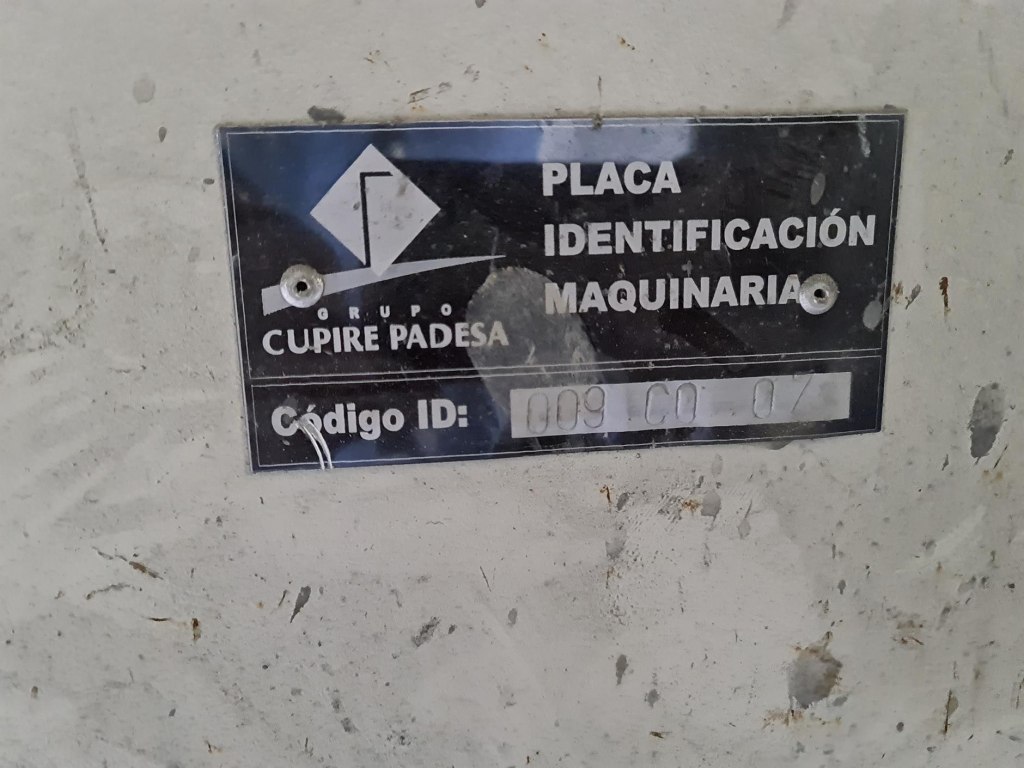 PLACA
IDENTIFICACIÓN
MAQUINARIA
GRUPO
CUPIRE PADESA
Código ID: 009 CO 07